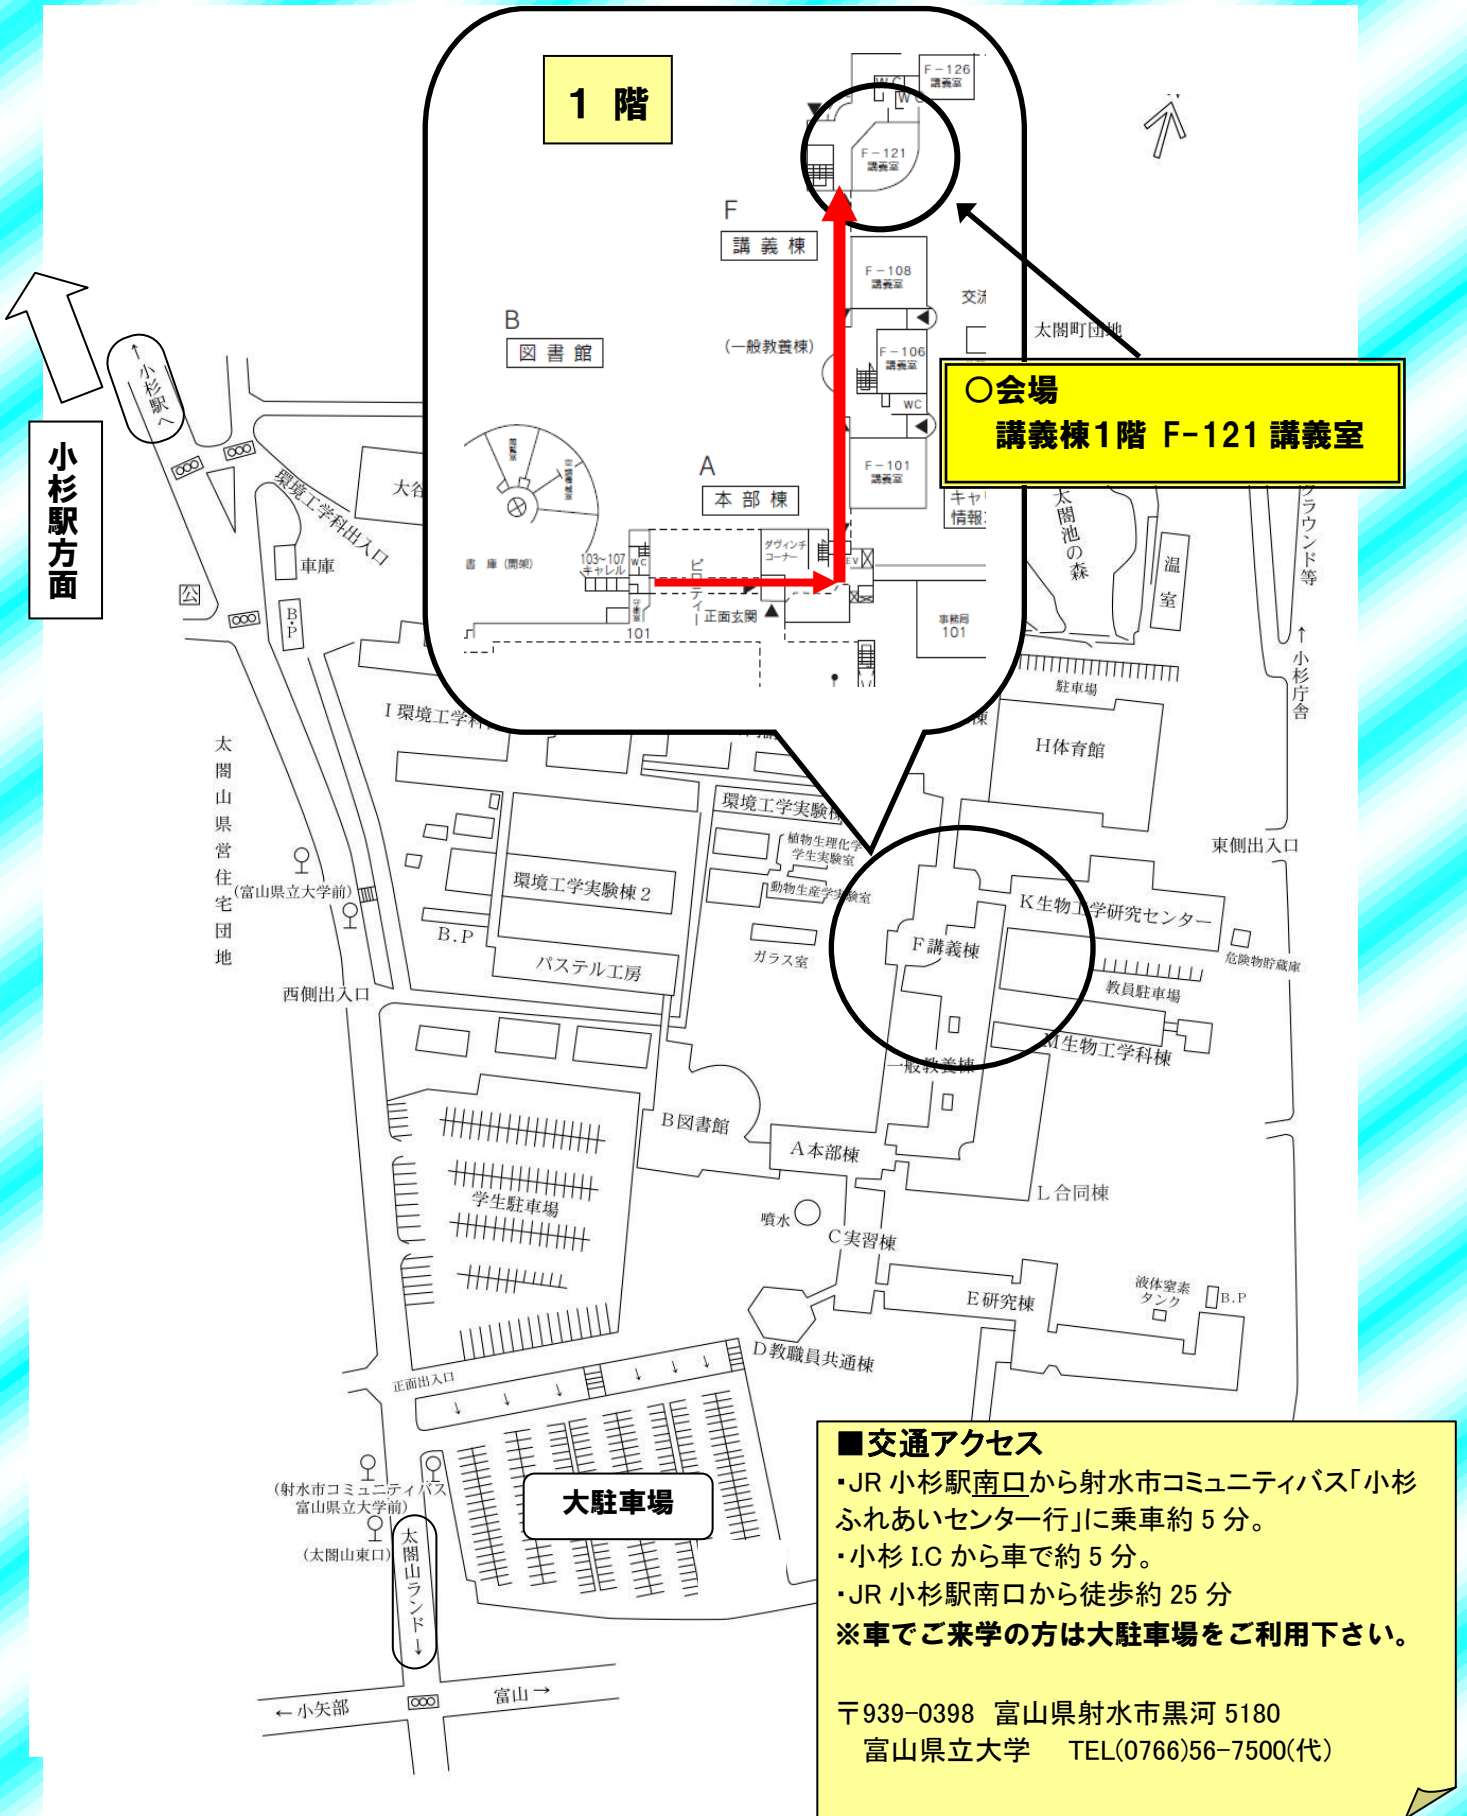 1 階
F-126
講義室
WC
F-121
講義室
F
講 義 棟
F-108
講義室
交流
太閤町団地
B
図 書 館
(一般教養棟)
F-106
講義室
WC
○会場
講義棟1階 F-121 講義室
←小杉駅へ
小杉駅方面
A
本 部 棟
F-101
講義室
キャリ
情報
閲覧室
ダヴィンチ
コーナー
EV
書 庫 (開架)
103~107
キャレル
WC
ピロティー
守衛室
正面玄関
101
事務局
101
大谷
環境工学科出入口
車庫
公
B.P
太閤池の森
温室
グラウンド等
↑小杉庁舎
駐車場
H体育館
I 環境工学科
棟
太閤山県営住宅団地
環境工学実験棟
植物生理化学
学生実験室
動物生産学実験室
東側出入口
(富山県立大学前)
環境工学実験棟2
B.P
ガラス室
パステル工房
F講義棟
K生物工学研究センター
危険物貯蔵庫
教員駐車場
西側出入口
M生物工学科棟
一般教養棟
B図書館
A本部棟
L合同棟
学生駐車場
噴水
C実習棟
E研究棟
液体窒素
タンク
B.P
D教職員共通棟
正面出入口
(射水市コミュニティバス
富山県立大学前)
(太閤山東口)
大駐車場
太閤山ランド↓
←小矢部
富山→
■交通アクセス
・JR 小杉駅南口から射水市コミュニティバス「小杉
ふれあいセンター行」に乗車約 5 分。
・小杉 I.C から車で約 5 分。
・JR 小杉駅南口から徒歩約 25 分
※車でご来学の方は大駐車場をご利用下さい。
〒939-0398 富山県射水市黒河 5180
富山県立大学 TEL(0766)56-7500(代)